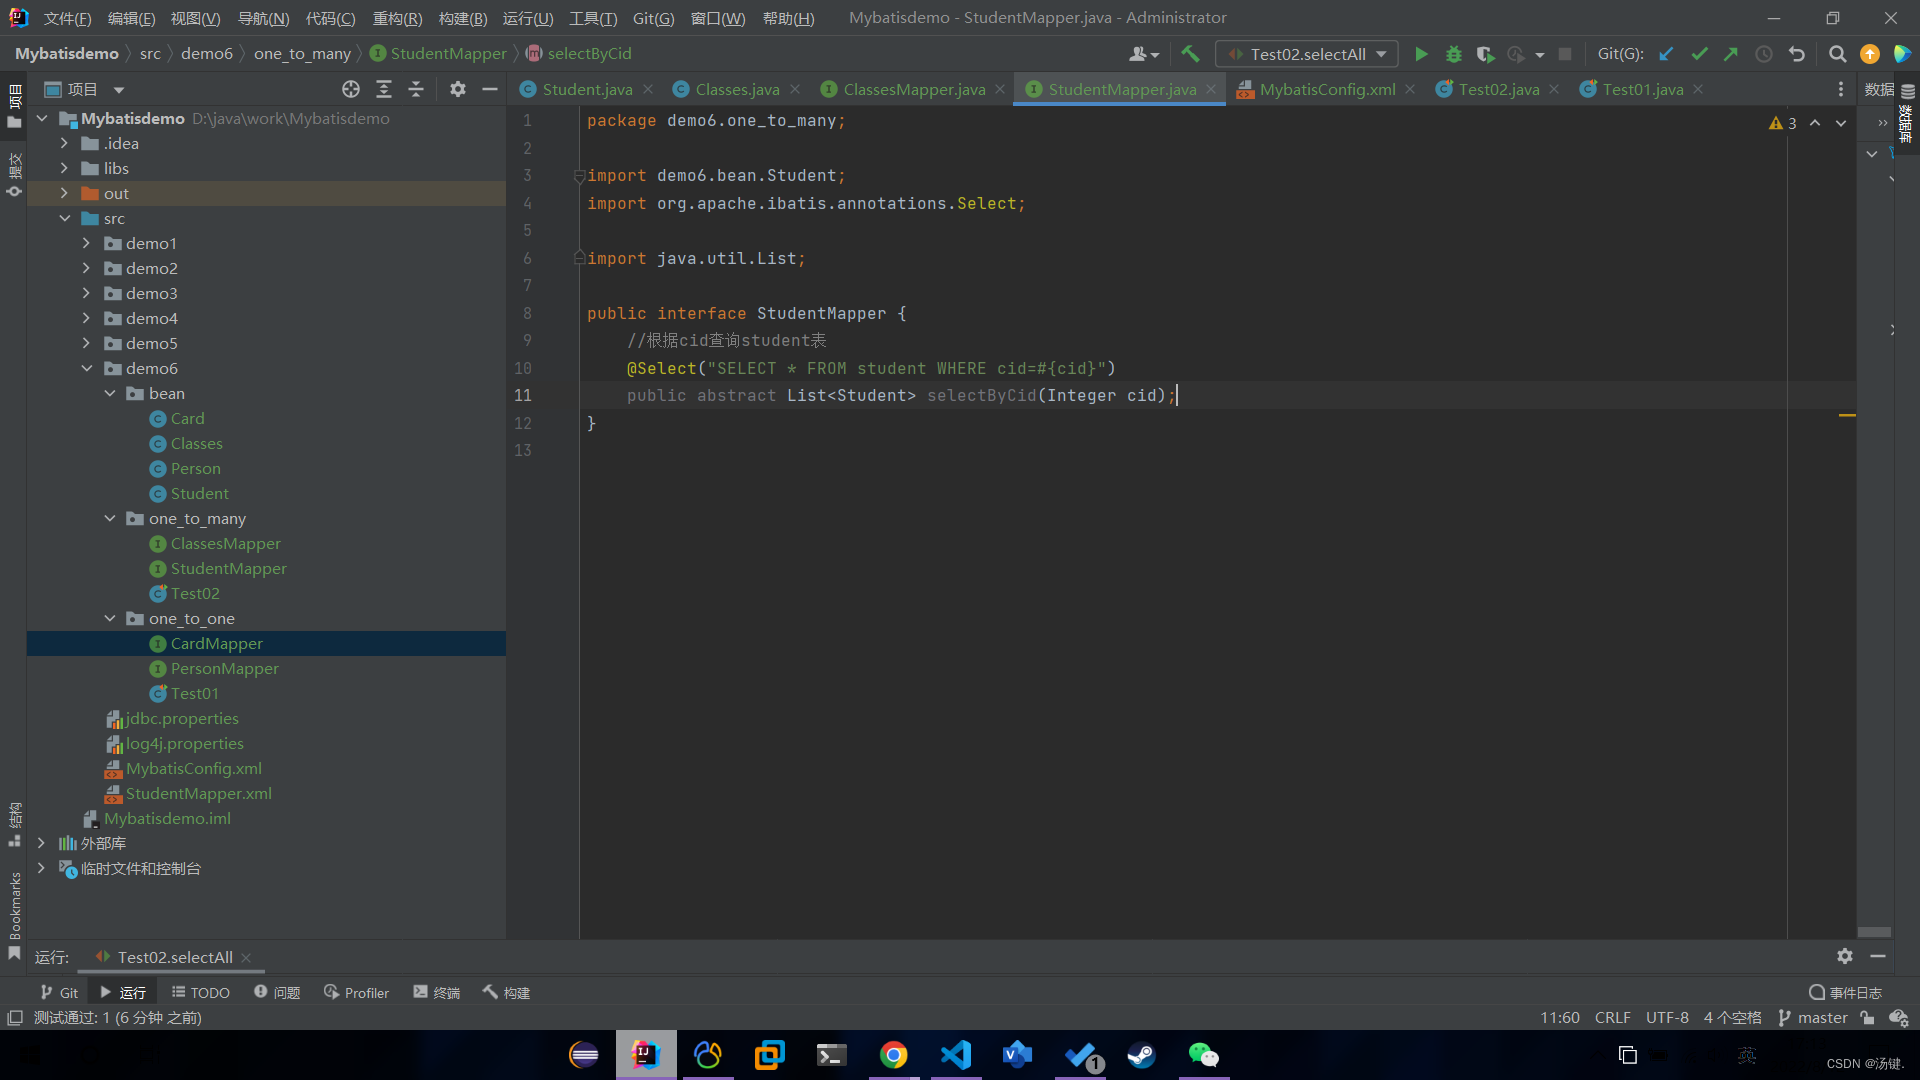 文件(F) 编辑(E) 视图(V) 导航(N) 代码(C) 重构(R) 构建(B) 运行(U) 工具(T) Git(G) 窗口(W) 帮助(H) Mybatisdemo - StudentMapper.java - Administrator
Mybatisdemo src demo6 one_to_many StudentMapper selectByCid Test02.selectAll Git(G):
项目 Student.java Classes.java ClassesMapper.java StudentMapper.java MybatisConfig.xml Test02.java Test01.java 数据
项目
提交
结构
Bookmarks
Mybatisdemo D:\java\work\Mybatisdemo
.idea
libs
out
src
demo1
demo2
demo3
demo4
demo5
demo6
bean
Card
Classes
Person
Student
one_to_many
ClassesMapper
StudentMapper
Test02
one_to_one
CardMapper
PersonMapper
Test01
jdbc.properties
log4j.properties
MybatisConfig.xml
StudentMapper.xml
Mybatisdemo.iml
外部库
临时文件和控制台
1 package demo6.one_to_many;
2
3 import demo6.bean.Student;
4 import org.apache.ibatis.annotations.Select;
5
6 import java.util.List;
7
8 public interface StudentMapper {
9 //根据cid查询student表
10 @Select("SELECT * FROM student WHERE cid=#{cid}")
11 public abstract List<Student> selectByCid(Integer cid);
12 }
13
3
数据库
运行: Test02.selectAll
Git 运行 TODO 问题 Profiler 终端 构建 事件日志
测试通过: 1 (6 分钟 之前) 11:60 CRLF UTF-8 4 个空格 master
1
英
CSDN @汤键.